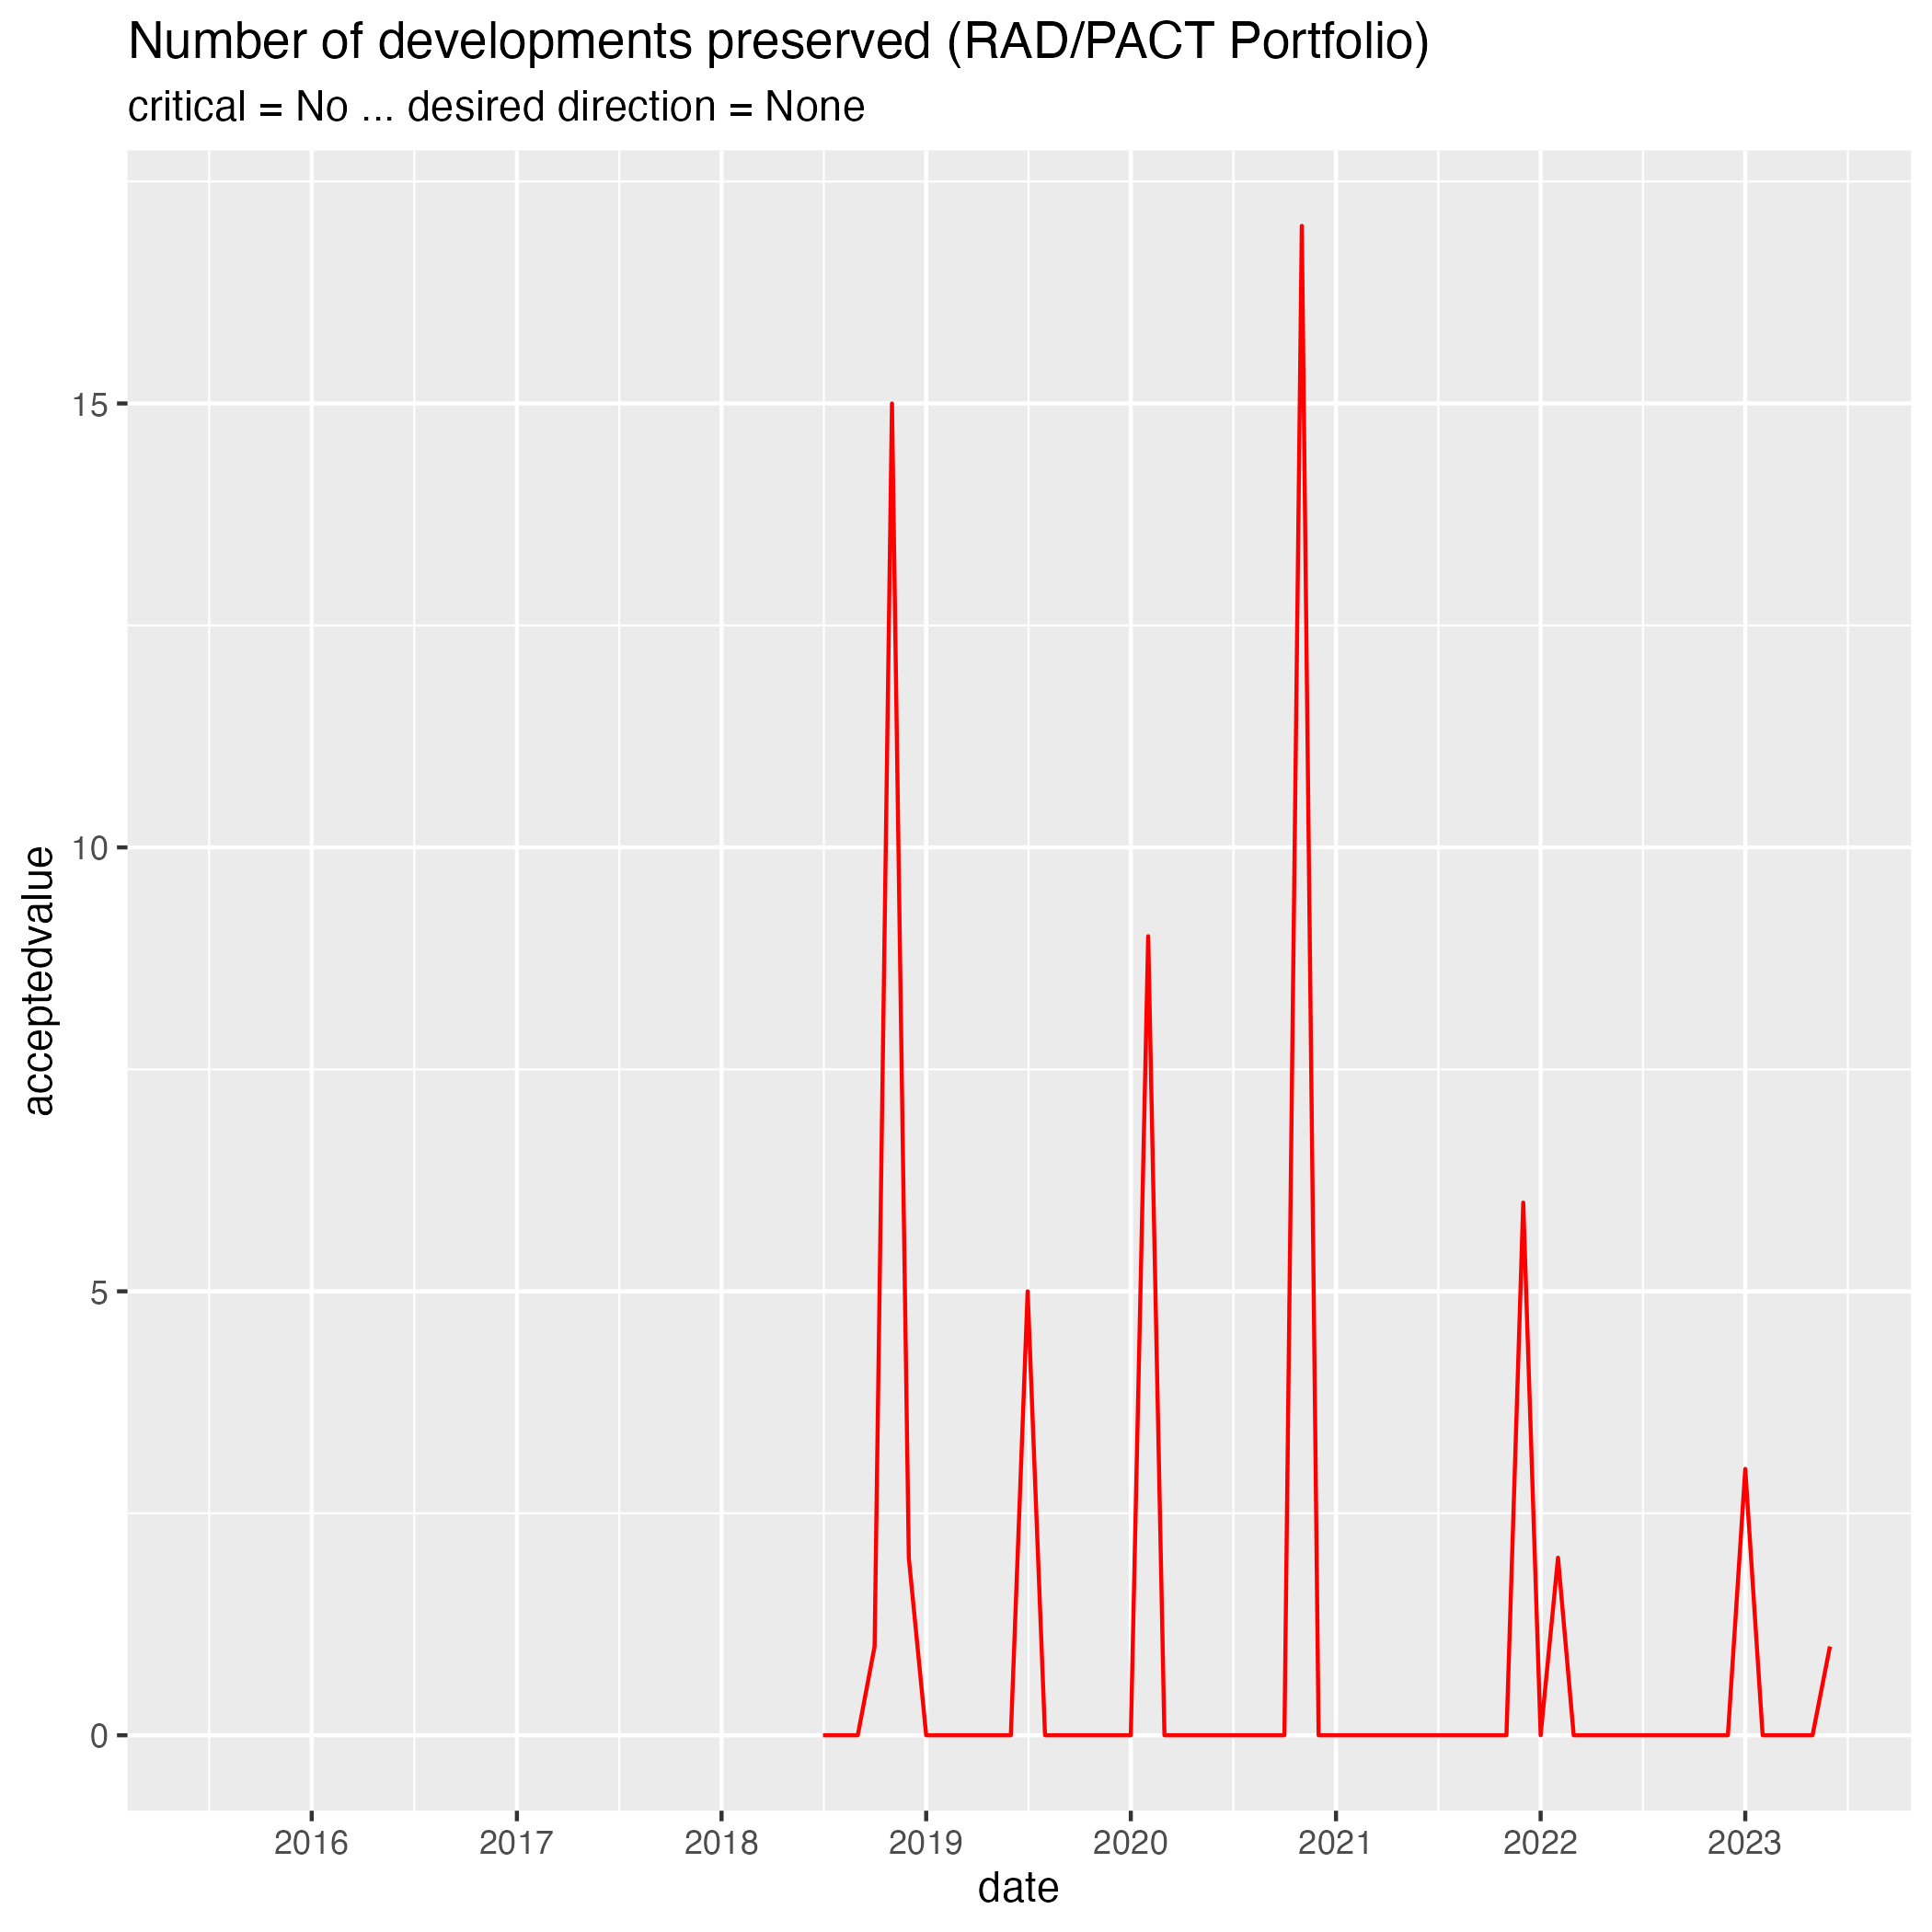 Number of developments preserved (RAD/PACT Portfolio)
critical = No ... desired direction = None
acceptedvalue
15
10
5
0
2016 2017 2018 2019 2020 2021 2022 2023
date